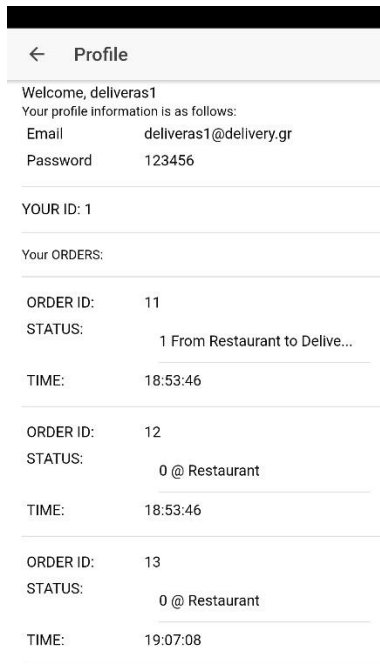 ← Profile
Welcome, deliveras1
Your profile information is as follows:
Email deliveras1@delivery.gr
Password 123456
YOUR ID: 1
Your ORDERS:
ORDER ID: 11
STATUS:
1 From Restaurant to Delive...
TIME: 18:53:46
ORDER ID: 12
STATUS:
0 @ Restaurant
TIME: 18:53:46
ORDER ID: 13
STATUS:
0 @ Restaurant
TIME: 19:07:08